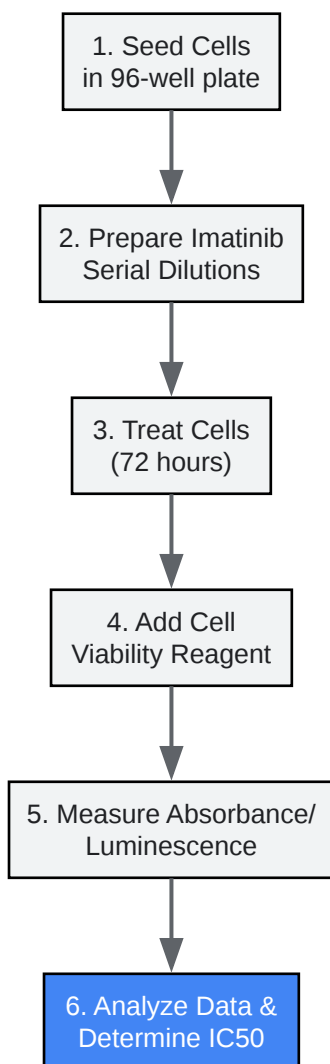 1. Seed Cells
in 96-well plate
2. Prepare Imatinib
Serial Dilutions
3. Treat Cells
(72 hours)
4. Add Cell
Viability Reagent
5. Measure Absorbance/
Luminescence
6. Analyze Data &
Determine IC50